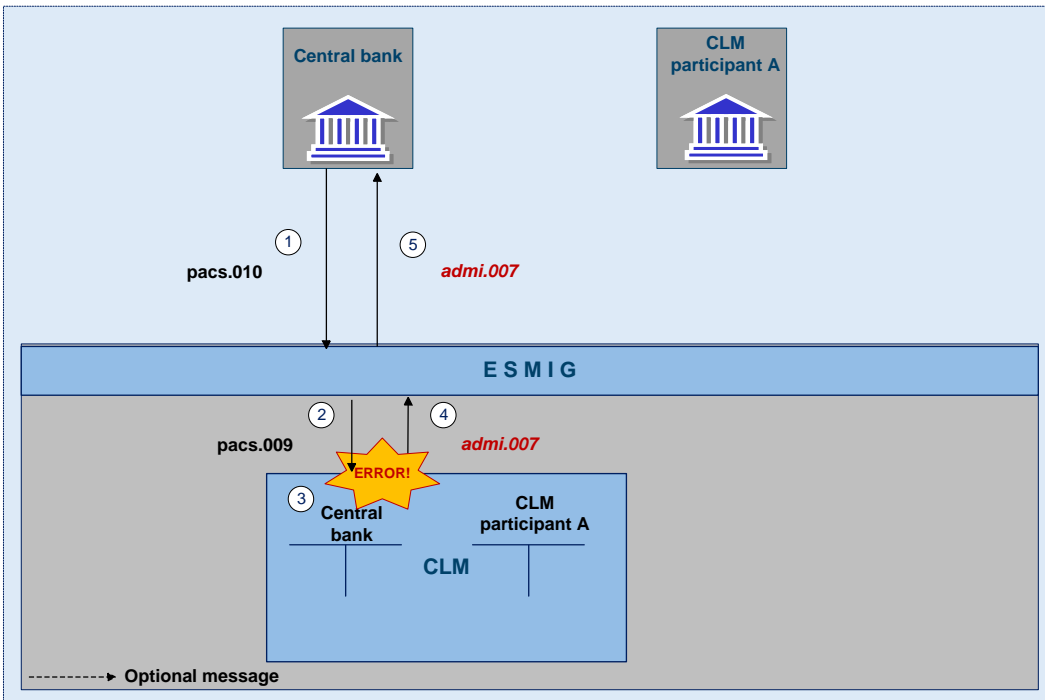 Central bank
CLM
participant A
1
5
pacs.010
admi.007
E S M I G
2
4
pacs.009
admi.007
ERROR!
3
Central
bank
CLM
participant A
CLM
Optional message